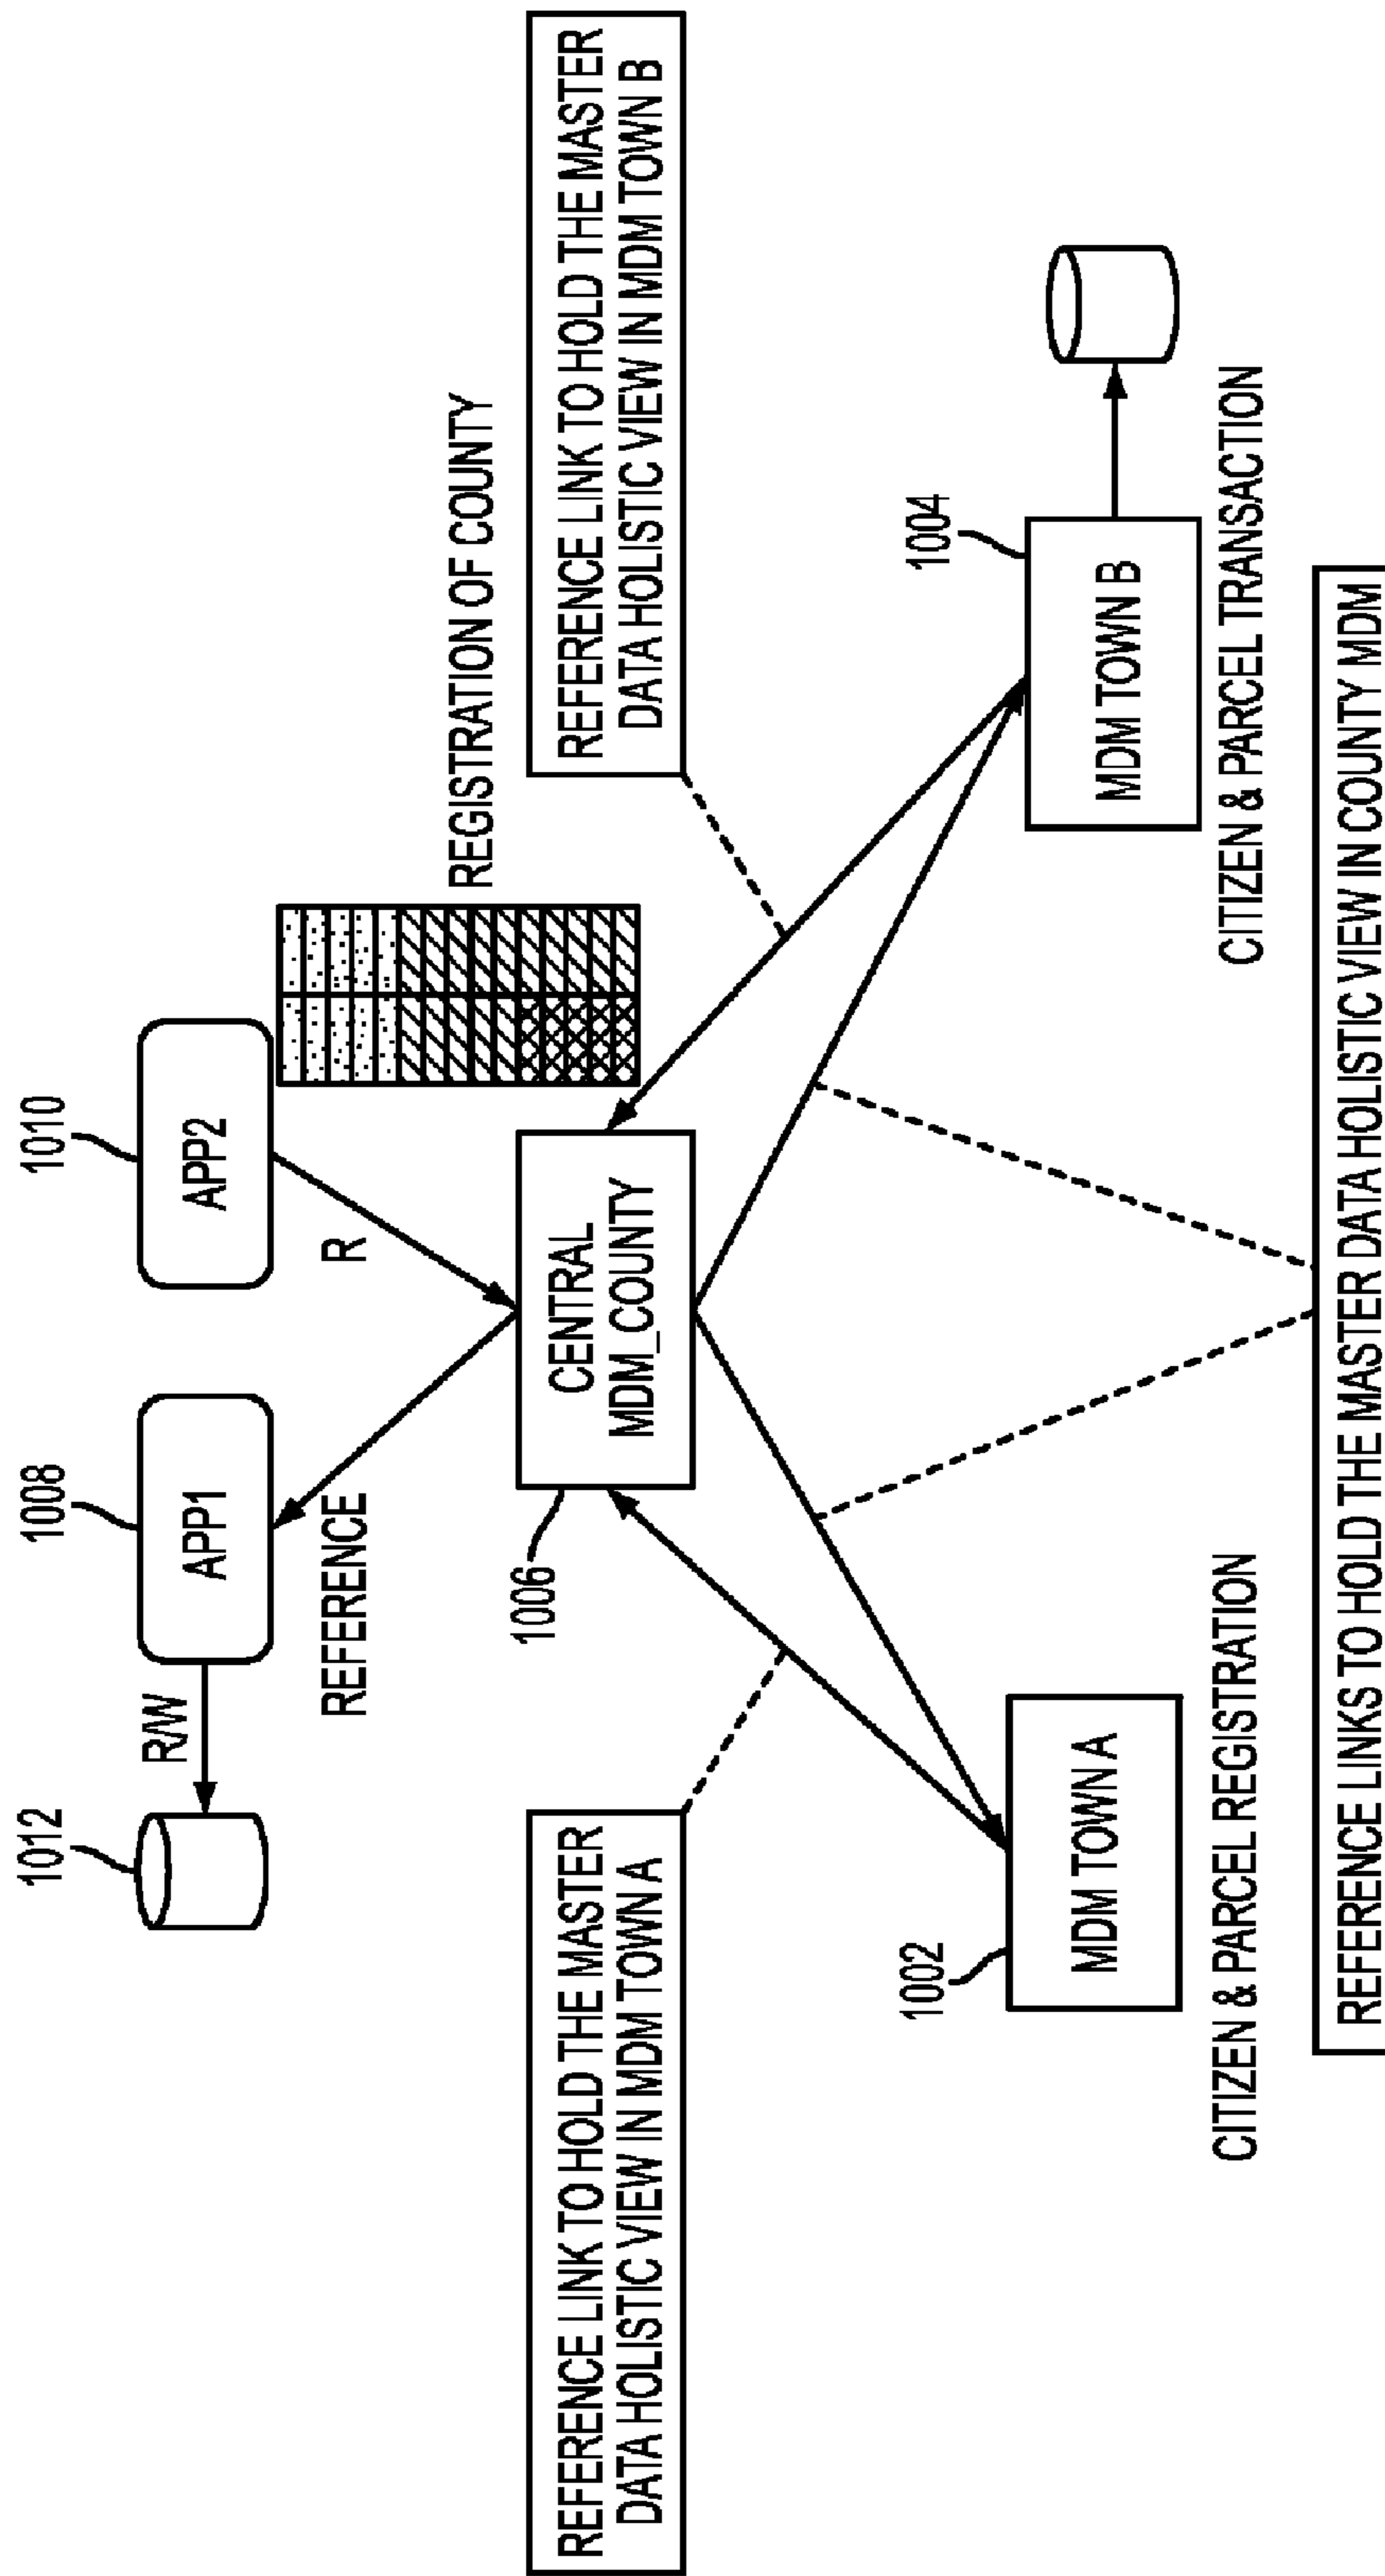 1012
1008
1010
R/W
APP1
APP2
REFERENCE
R
REGISTRATION OF COUNTY
REFERENCE LINK TO HOLD THE MASTER
DATA HOLISTIC VIEW IN MDM TOWN A
1006
CENTRAL
MDM_COUNTY
REFERENCE LINK TO HOLD THE MASTER
DATA HOLISTIC VIEW IN MDM TOWN B
1002
MDM TOWN A
CITIZEN & PARCEL REGISTRATION
1004
MDM TOWN B
CITIZEN & PARCEL TRANSACTION
REFERENCE LINKS TO HOLD THE MASTER DATA HOLISTIC VIEW IN COUNTY MDM